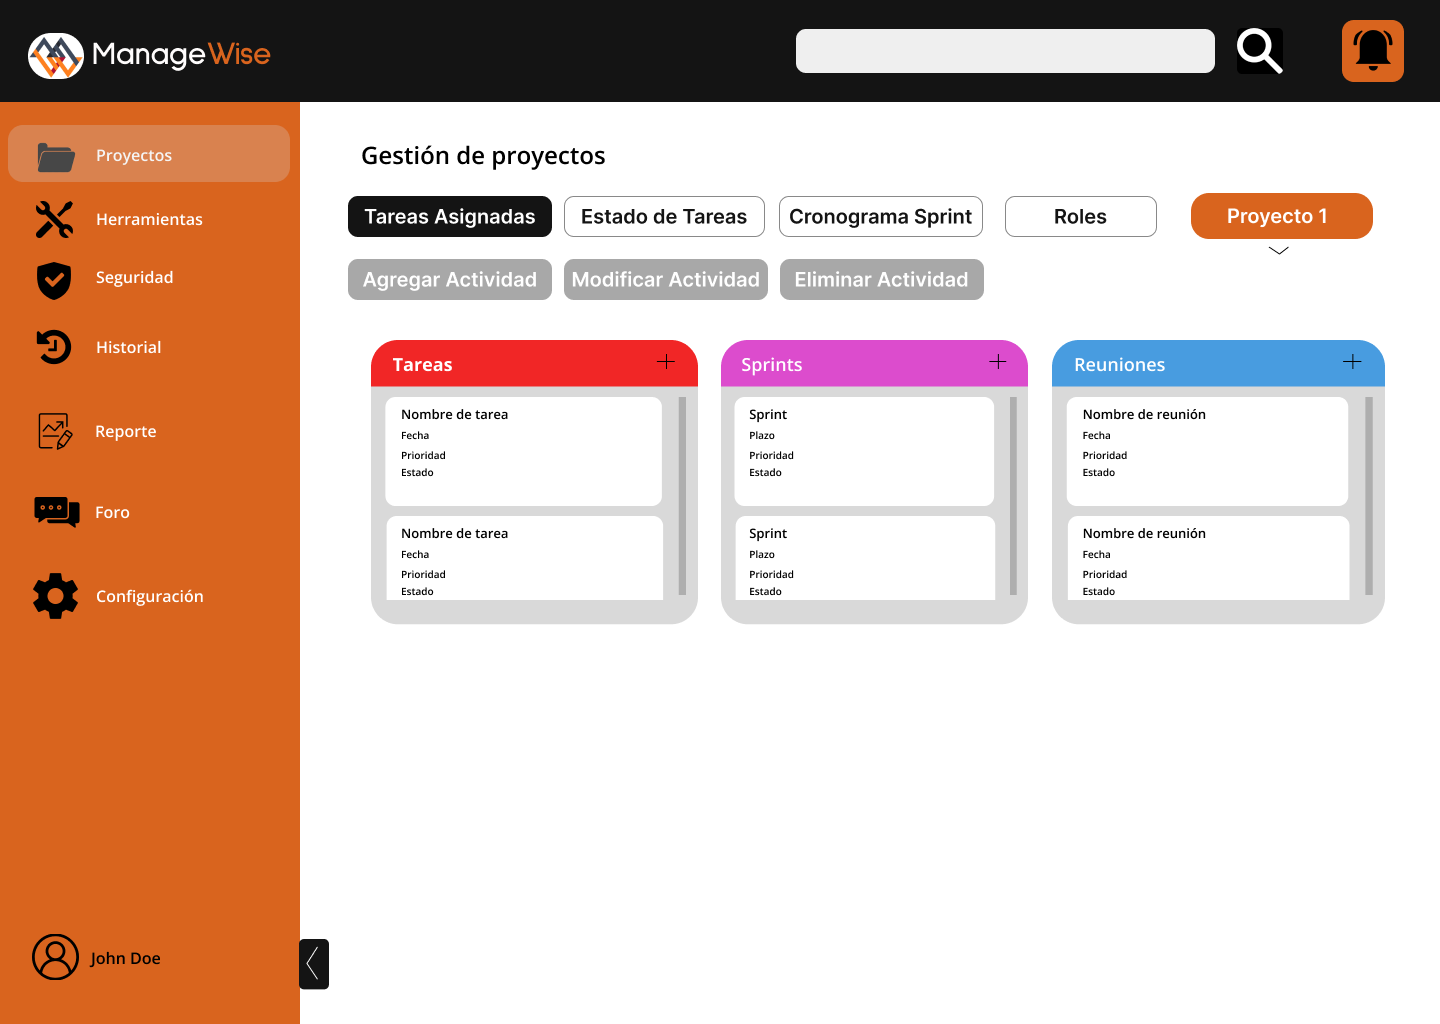 ManageWise
Proyectos
Herramientas
Seguridad
Historial
Reporte
Foro
Configuración
John Doe
Gestión de proyectos
Tareas Asignadas
Estado de Tareas
Cronograma Sprint
Roles
Proyecto 1
Agregar Actividad
Modificar Actividad
Eliminar Actividad
Tareas
Nombre de tarea
Fecha
Prioridad
Estado
Nombre de tarea
Fecha
Prioridad
Estado
Sprints
Sprint
Plazo
Prioridad
Estado
Sprint
Plazo
Prioridad
Estado
Reuniones
Nombre de reunión
Fecha
Prioridad
Estado
Nombre de reunión
Fecha
Prioridad
Estado